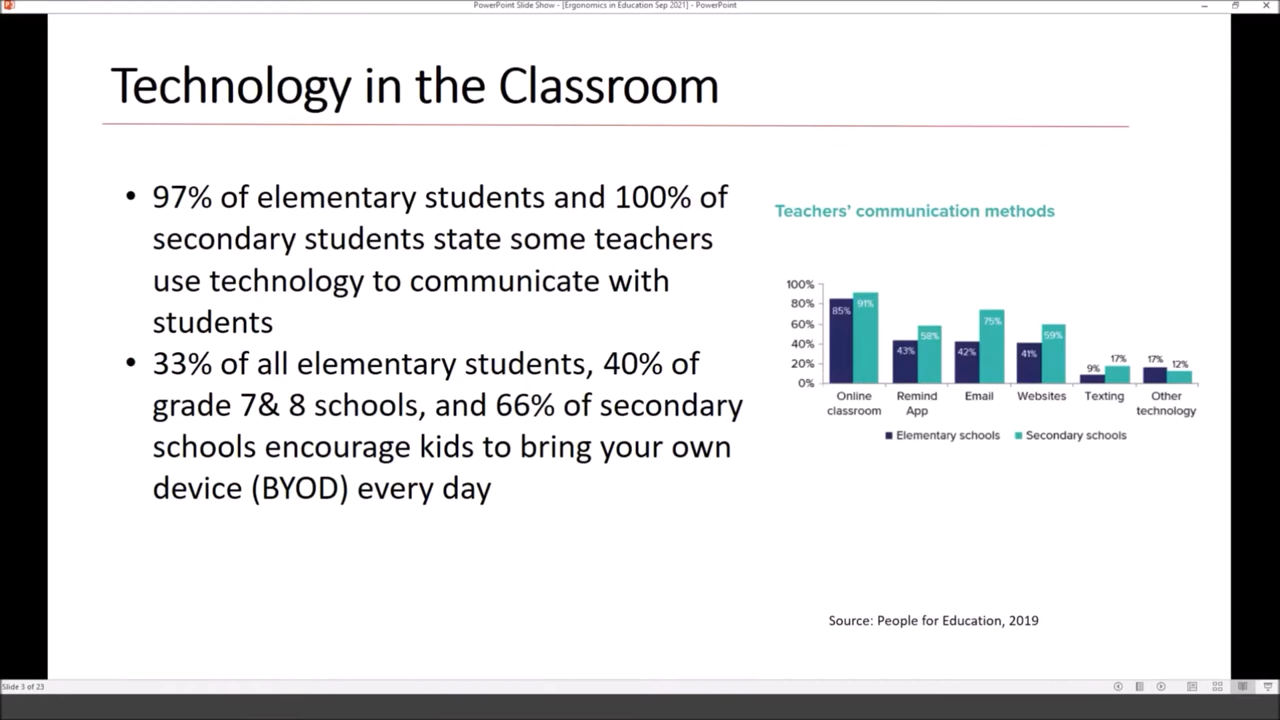 PowerPoint Slide Show - [Ergonomics in Education Sep 2021] - PowerPoint
Technology in the Classroom
• 97% of elementary students and 100% of
secondary students state some teachers
use technology to communicate with
students
• 33% of all elementary students, 40% of
grade 7& 8 schools, and 66% of secondary
schools encourage kids to bring your own
device (BYOD) every day
Teachers' communication methods
100%
80%
60%
40%
20%
0%
85% 91%
43% 58%
42% 75%
41% 59%
9% 17%
17% 12%
Online
classroom
Remind
App
Email
Websites
Texting
Other
technology
Elementary schools
Secondary schools
Source: People for Education, 2019
Slide 3 of 23